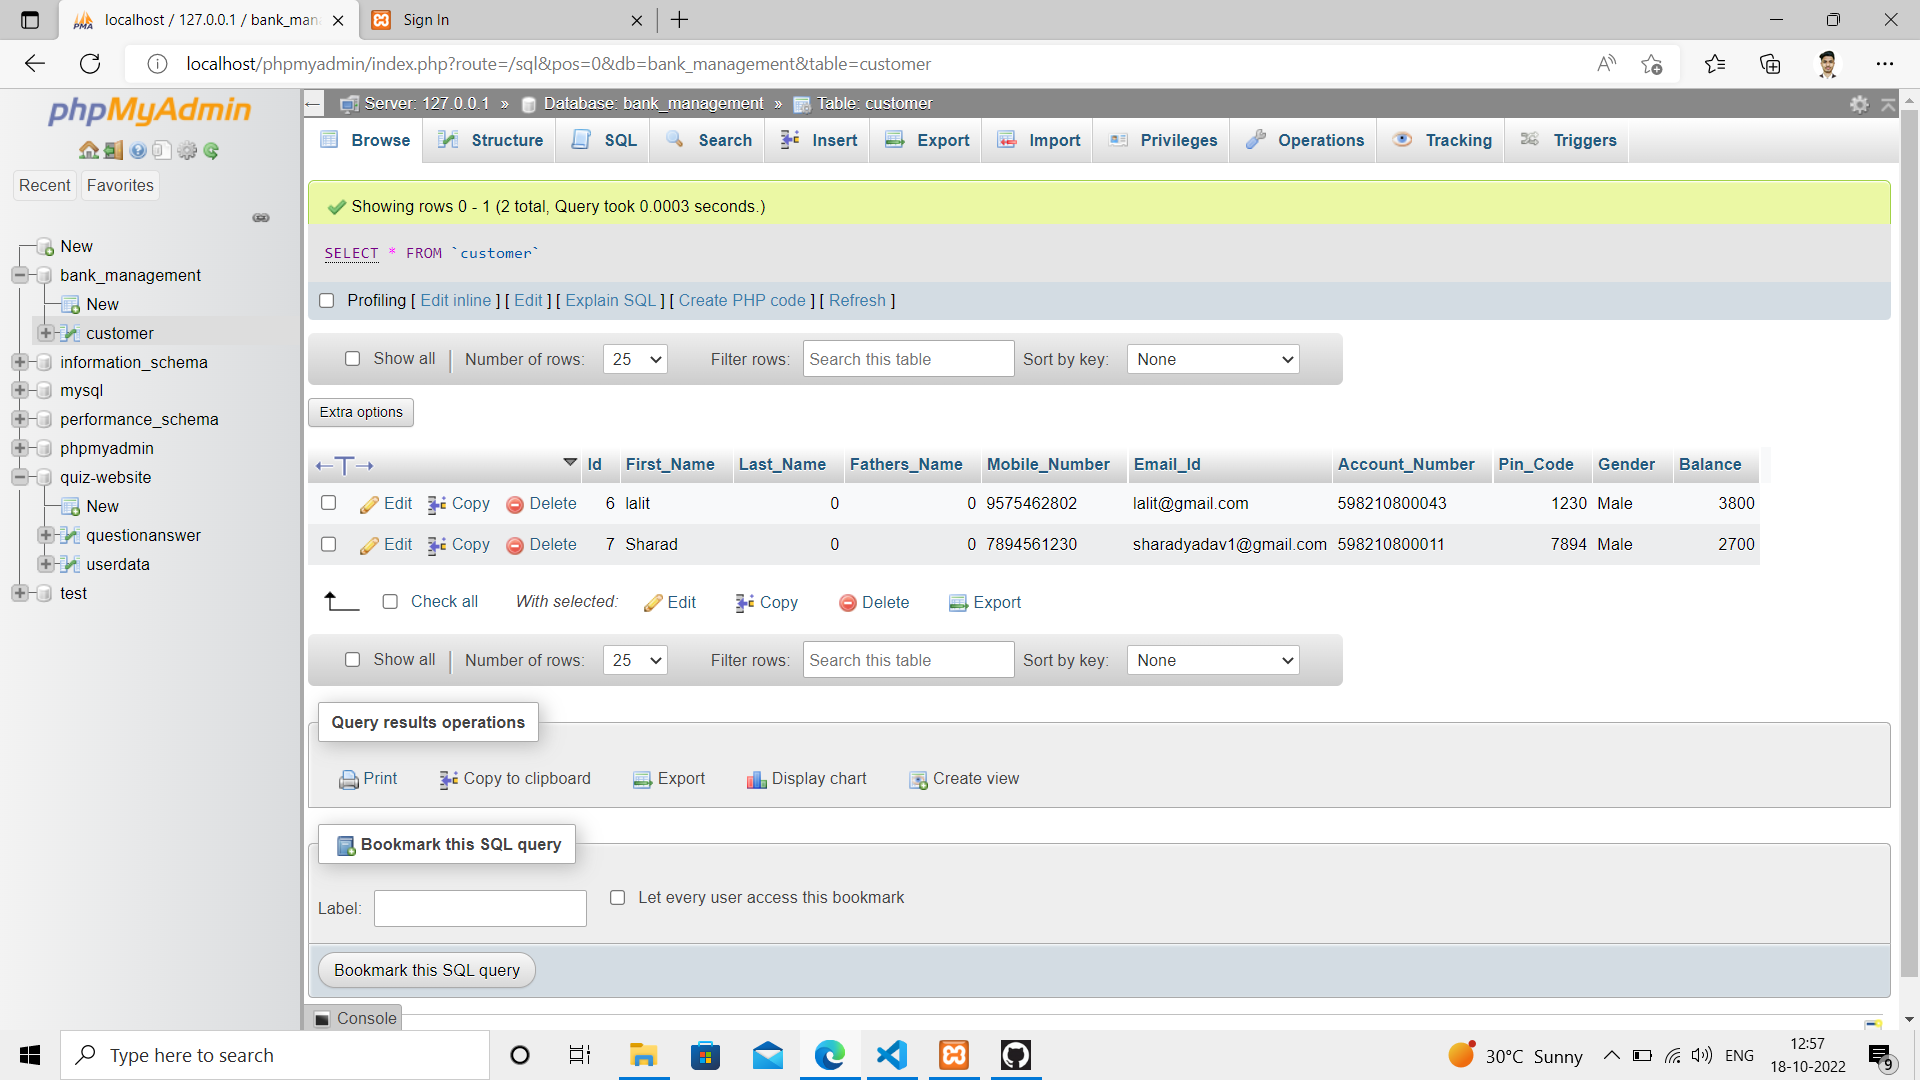 localhost / 127.0.0.1 / bank_man
Sign In
localhost/phpmyadmin/index.php?route=/sql&pos=0&db=bank_management&table=customer
phpMyAdmin
Recent Favorites
New
bank_management
New
customer
information_schema
mysql
performance_schema
phpmyadmin
quiz-website
New
questionanswer
userdata
test
Server: 127.0.0.1 » Database: bank_management » Table: customer
Browse Structure SQL Search Insert Export Import Privileges Operations Tracking Triggers
Showing rows 0 - 1 (2 total, Query took 0.0003 seconds.)
SELECT * FROM `customer`
Profiling [ Edit inline ] [ Edit ] [ Explain SQL ] [ Create PHP code ] [ Refresh ]
Show all | Number of rows: 25 Filter rows: Search this table Sort by key: None
Extra options
Id First_Name Last_Name Fathers_Name Mobile_Number Email_Id Account_Number Pin_Code Gender Balance
Edit Copy Delete 6 lalit 0 0 9575462802 lalit@gmail.com 598210800043 1230 Male 3800
Edit Copy Delete 7 Sharad 0 0 7894561230 sharadyadav1@gmail.com 598210800011 7894 Male 2700
Check all With selected: Edit Copy Delete Export
Show all | Number of rows: 25 Filter rows: Search this table Sort by key: None
Query results operations
Print Copy to clipboard Export Display chart Create view
Bookmark this SQL query
Label: Let every user access this bookmark
Bookmark this SQL query
Console
Type here to search
30°C Sunny ENG
12:57
18-10-2022
9